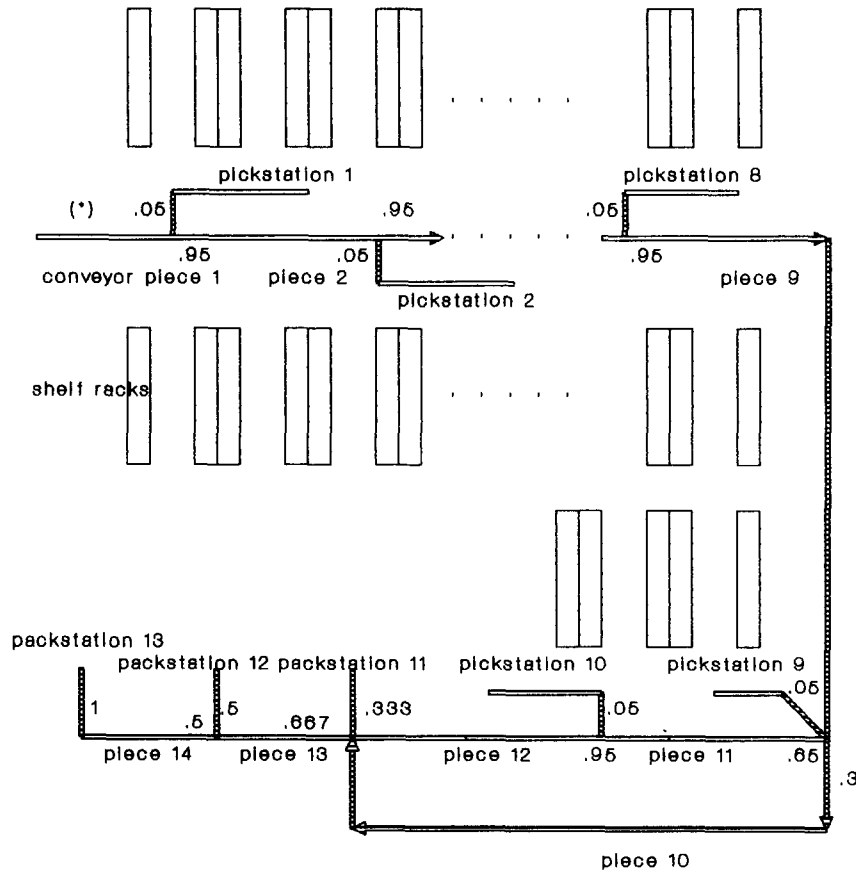 pickstation 1
pickstation 8
(*)
.05
.95
.05
.95
.05
.95
conveyor piece 1
piece 2
piece 9
pickstation 2
shelf racks
packstation 13
packstation 12
packstation 11
pickstation 10
pickstation 9
.05
1
.5
.5
.667
.333
.05
piece 14
piece 13
piece 12
.95
piece 11
.65
.3
piece 10